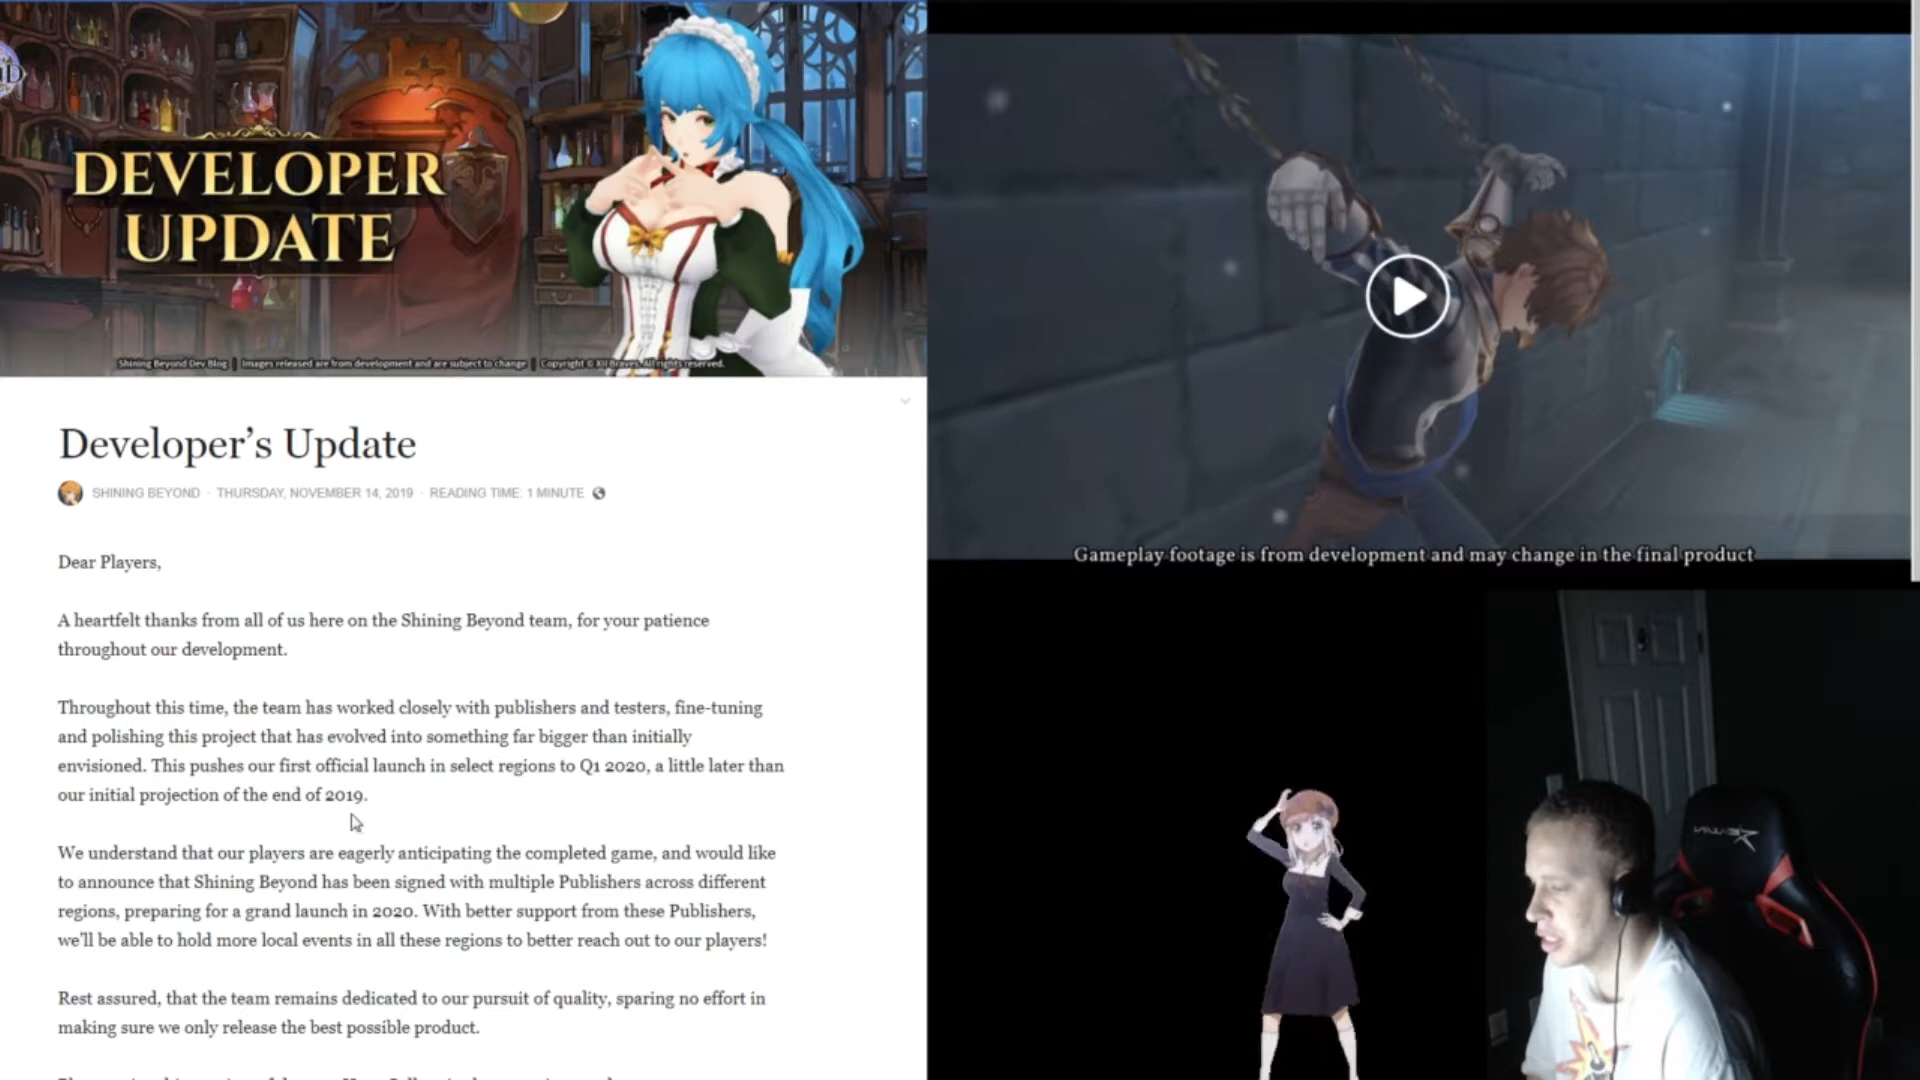 DEVELOPER
UPDATE
Shining Beyond Dev Blog | Images released are from development and are subject to change | Copyright © XII Braves. All rights reserved.
Developer's Update
SHINING BEYOND · THURSDAY, NOVEMBER 14, 2019 · READING TIME: 1 MINUTE
Dear Players,
A heartfelt thanks from all of us here on the Shining Beyond team, for your patience
throughout our development.
Throughout this time, the team has worked closely with publishers and testers, fine-tuning
and polishing this project that has evolved into something far bigger than initially
envisioned. This pushes our first official launch in select regions to Q1 2020, a little later than
our initial projection of the end of 2019.
We understand that our players are eagerly anticipating the completed game, and would like
to announce that Shining Beyond has been signed with multiple Publishers across different
regions, preparing for a grand launch in 2020. With better support from these Publishers,
we'll be able to hold more local events in all these regions to better reach out to our players!
Rest assured, that the team remains dedicated to our pursuit of quality, sparing no effort in
making sure we only release the best possible product.
Gameplay footage is from development and may change in the final product